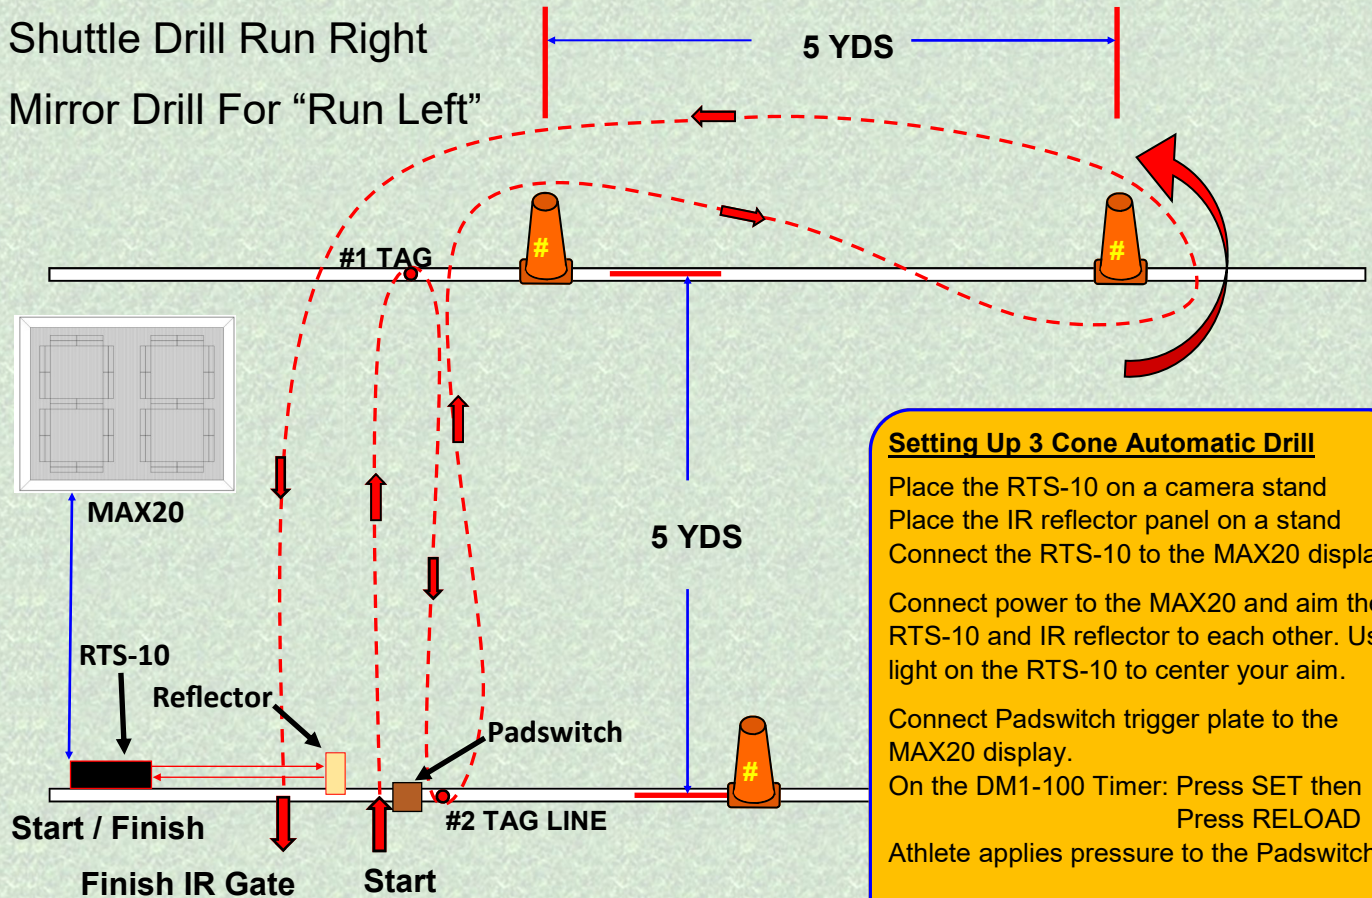 Shuttle Drill Run Right
Mirror Drill For “Run Left”
5 YDS
#
#
#1 TAG
MAX20
5 YDS
RTS-10
Reflector
Padswitch
#
Start / Finish
#2 TAG LINE
Finish IR Gate
Start
Setting Up 3 Cone Automatic Drill
Place the RTS-10 on a camera stand
Place the IR reflector panel on a stand
Connect the RTS-10 to the MAX20 displa
Connect power to the MAX20 and aim the
RTS-10 and IR reflector to each other. Us
light on the RTS-10 to center your aim.
Connect Padswitch trigger plate to the
MAX20 display.
On the DM1-100 Timer: Press SET then
Press RELOAD
Athlete applies pressure to the Padswitch